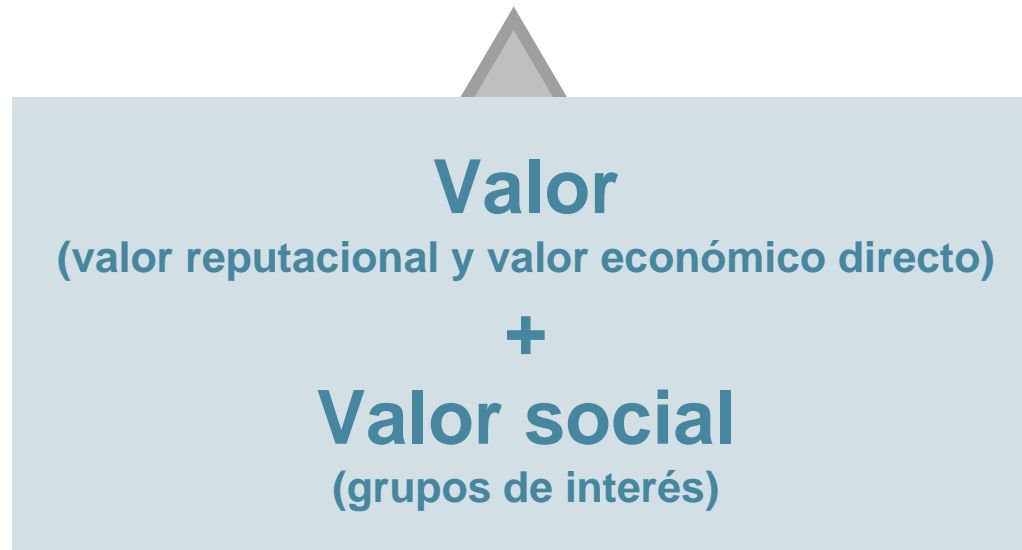 Valor
(valor reputacional y valor económico directo)
+
Valor social
(grupos de interés)